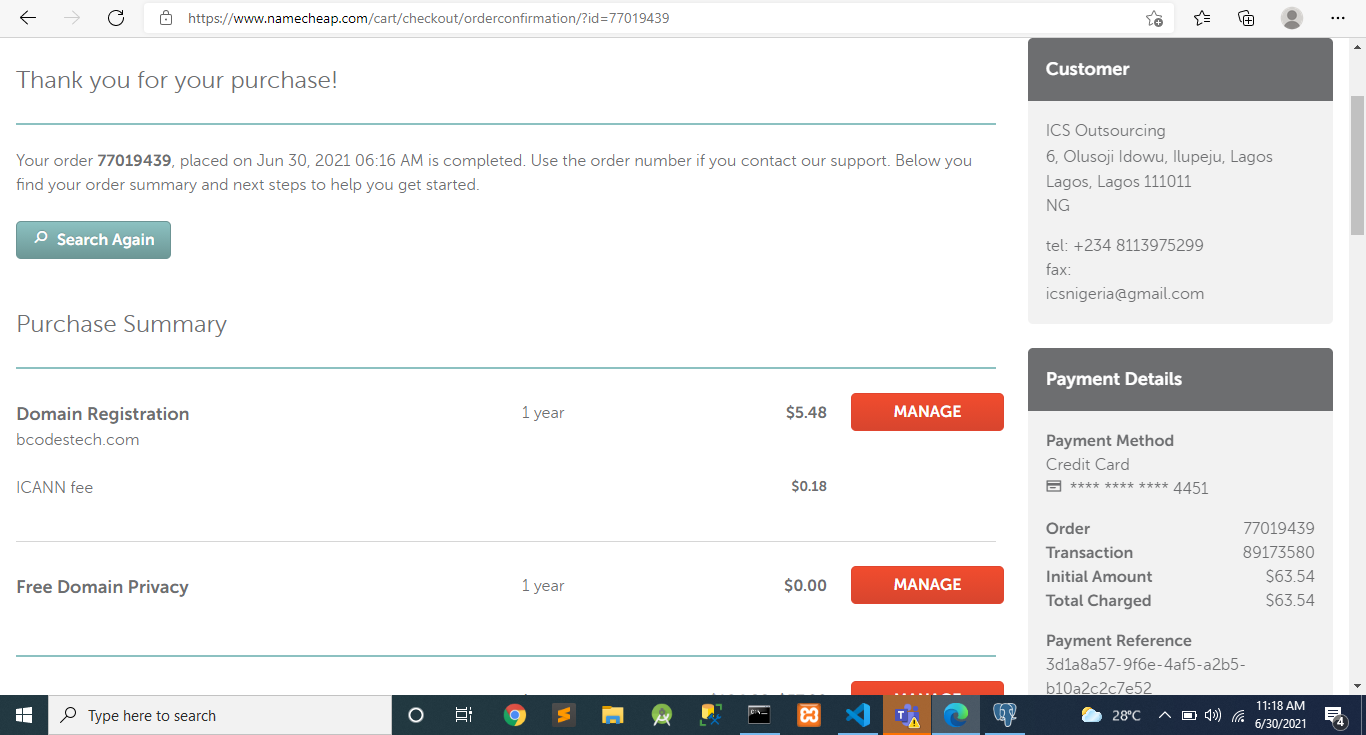 https://www.namecheap.com/cart/checkout/orderconfirmation/?id=77019439
Thank you for your purchase!
Your order 77019439, placed on Jun 30, 2021 06:16 AM is completed. Use the order number if you contact our support. Below you
find your order summary and next steps to help you get started.
Search Again
Purchase Summary
Domain Registration 1 year $5.48 MANAGE
bcodestech.com
ICANN fee $0.18
Free Domain Privacy 1 year $0.00 MANAGE
MANAGE
Customer
ICS Outsourcing
6, Olusoji Idowu, Ilupeju, Lagos
Lagos, Lagos 111011
NG
tel: +234 8113975299
fax:
icsnigeria@gmail.com
Payment Details
Payment Method
Credit Card
**** **** **** 4451
Order 77019439
Transaction 89173580
Initial Amount $63.54
Total Charged $63.54
Payment Reference
3d1a8a57-9f6e-4af5-a2b5-
b10a2c2c7e52
Type here to search
28°C
11:18 AM
6/30/2021
4